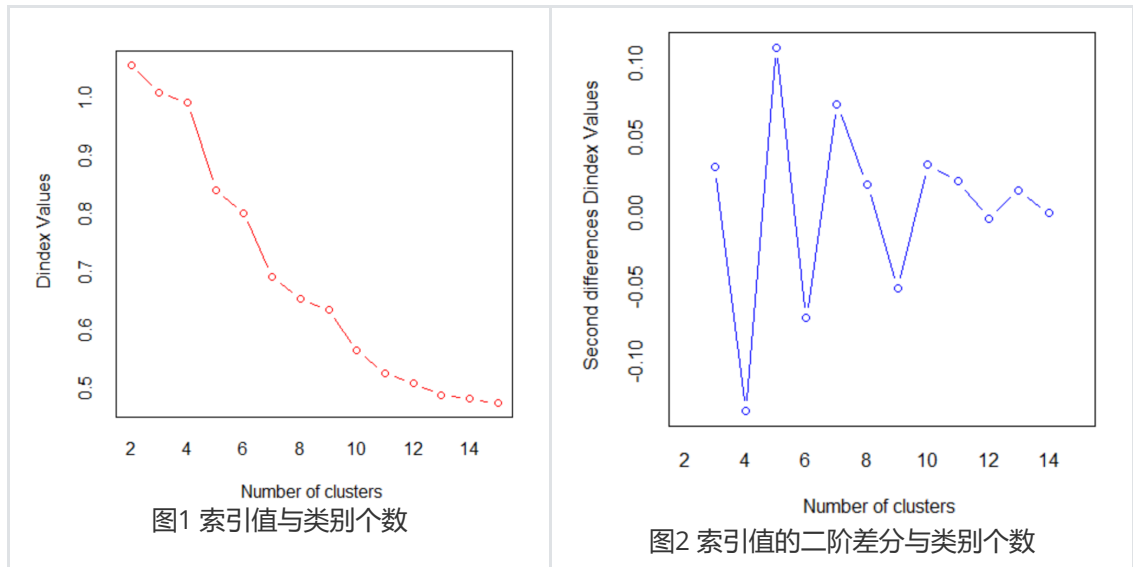 Dindex Values
1.0
0.9
0.8
0.7
0.6
0.5
2 4 6 8 10 12 14
Number of clusters
图1 索引值与类别个数
Second differences Dindex Values
0.10
0.05
0.00
-0.05
-0.10
2 4 6 8 10 12 14
Number of clusters
图2 索引值的二阶差分与类别个数